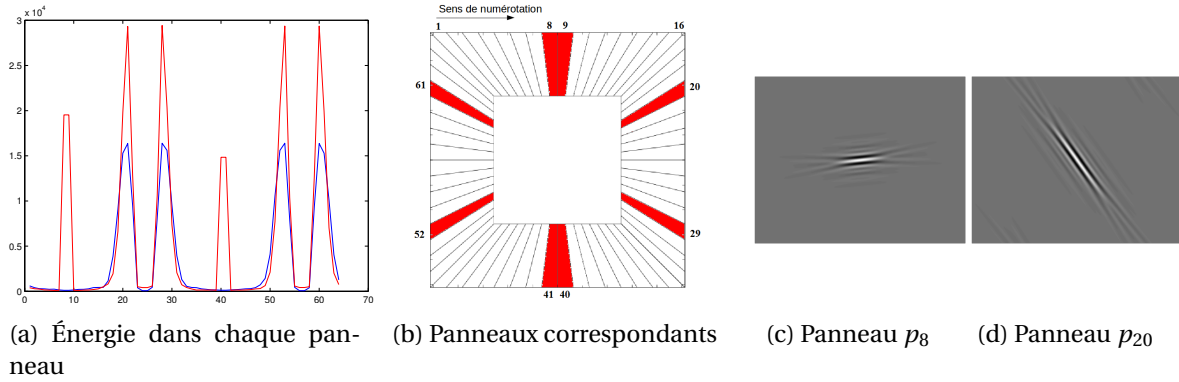 3
x 10⁴
2.5
2
1.5
1
0.5
0
0 10 20 30 40 50 60 70
Sens de numérotation
1 8 9 16
61 20
52 29
41 40
(a) Énergie dans chaque pan-
neau
(b) Panneaux correspondants
(c) Panneau p₈
(d) Panneau p₂₀